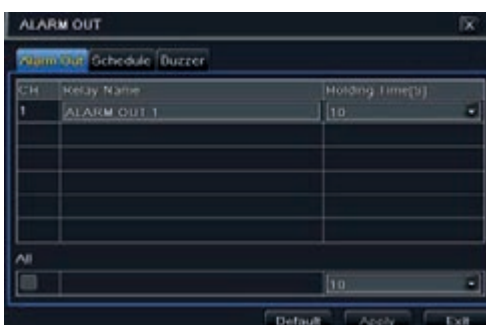 ALARM OUT
Alarm Out Schedule Buzzer
CH Relay Name Holding Time(S)
1 ALARM OUT 1 10
All
10
Default Apply Exit